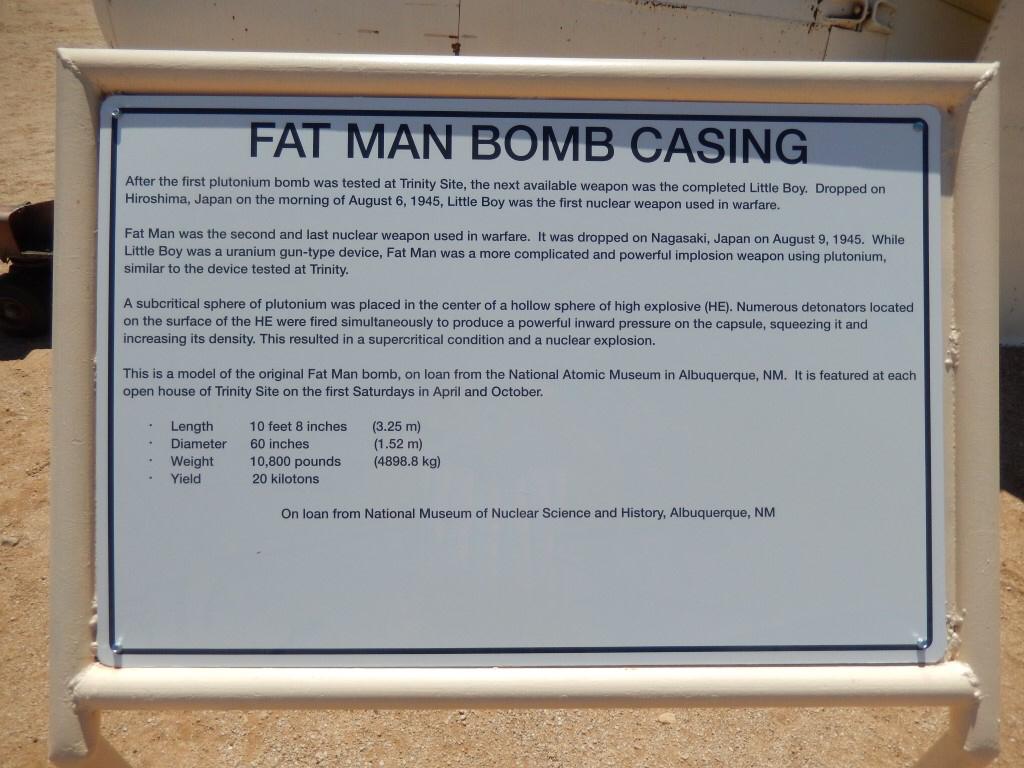 FAT MAN BOMB CASING
After the first plutonium bomb was tested at Trinity Site, the next available weapon was the completed Little Boy. Dropped on
Hiroshima, Japan on the morning of August 6, 1945, Little Boy was the first nuclear weapon used in warfare.
Fat Man was the second and last nuclear weapon used in warfare. It was dropped on Nagasaki, Japan on August 9, 1945. While
Little Boy was a uranium gun-type device, Fat Man was a more complicated and powerful implosion weapon using plutonium,
similar to the device tested at Trinity.
A subcritical sphere of plutonium was placed in the center of a hollow sphere of high explosive (HE). Numerous detonators located
on the surface of the HE were fired simultaneously to produce a powerful inward pressure on the capsule, squeezing it and
increasing its density. This resulted in a supercritical condition and a nuclear explosion.
This is a model of the original Fat Man bomb, on loan from the National Atomic Museum in Albuquerque, NM. It is featured at each
open house of Trinity Site on the first Saturdays in April and October.
· Length 10 feet 8 inches (3.25 m)
· Diameter 60 inches (1.52 m)
· Weight 10,800 pounds (4898.8 kg)
· Yield 20 kilotons
On loan from National Museum of Nuclear Science and History, Albuquerque, NM